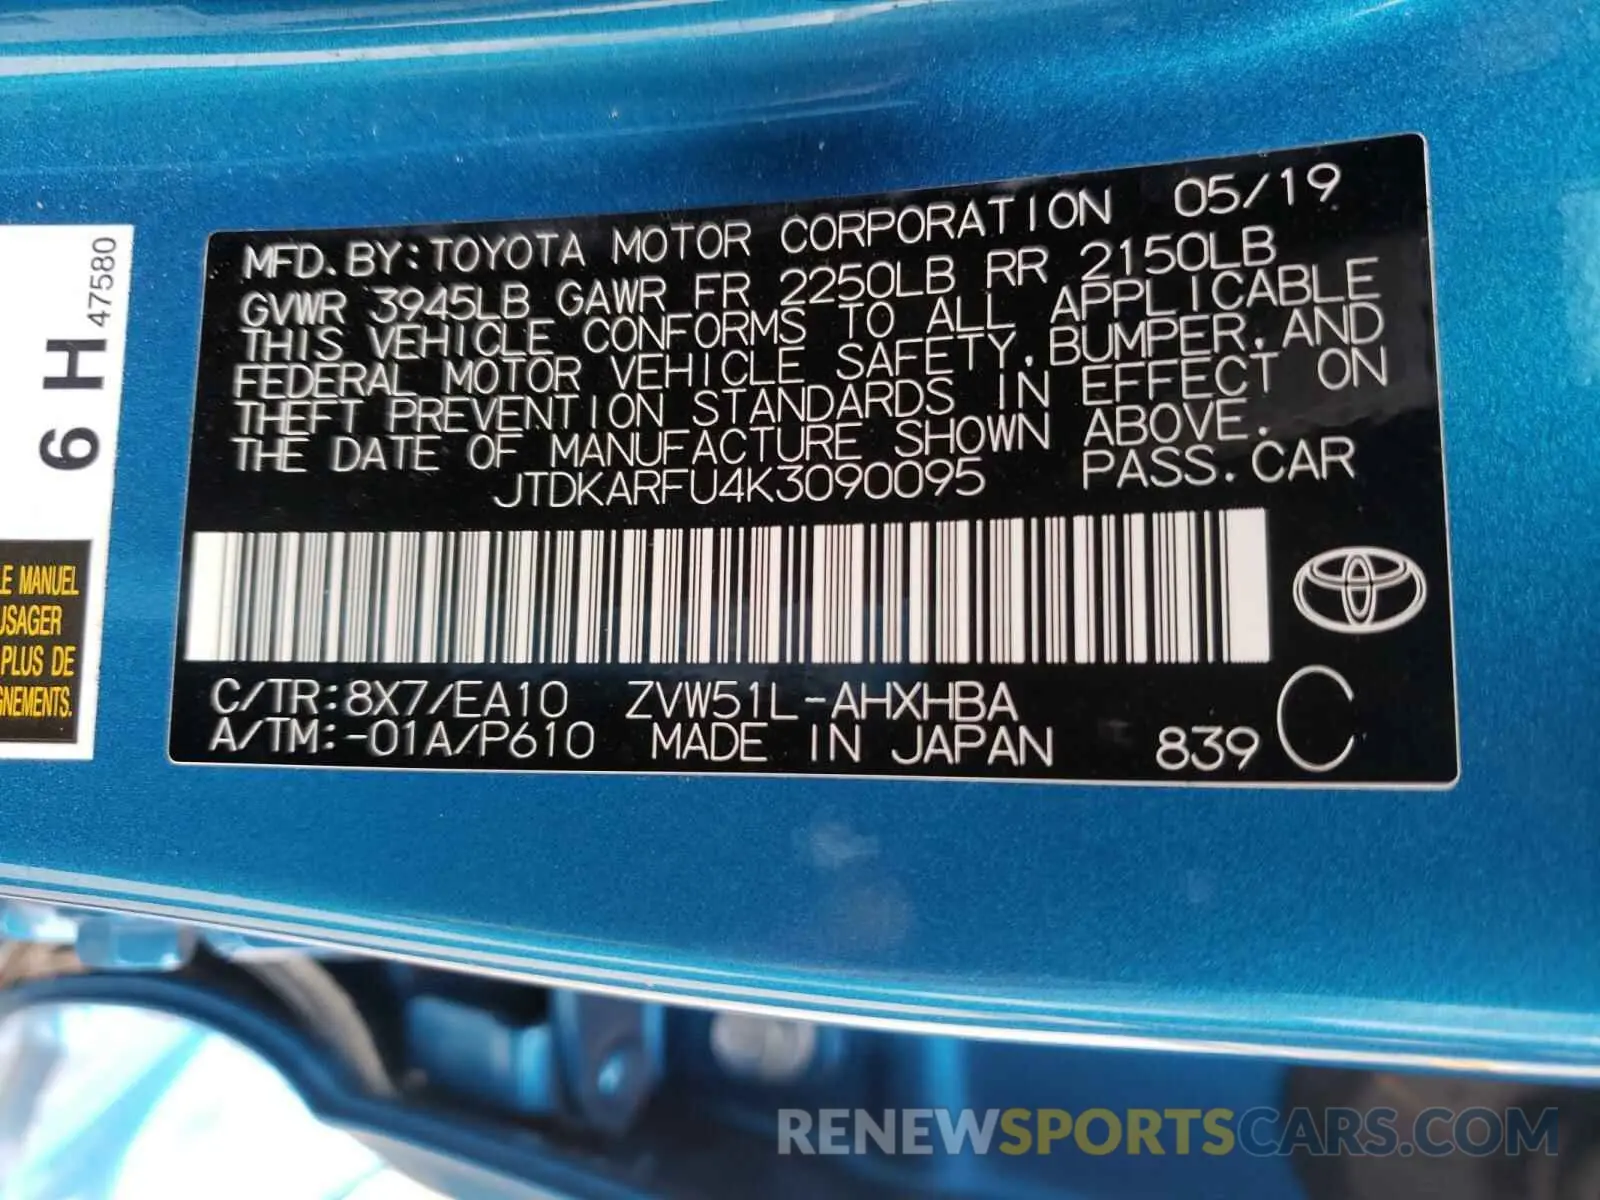 MFD. BY: TOYOTA MOTOR CORPORATION 05/19
GVWR 3945LB GAWR FR 2250LB RR 2150LB
THIS VEHICLE CONFORMS TO ALL APPLICABLE
FEDERAL MOTOR VEHICLE SAFETY, BUMPER, AND
THEFT PREVENTION STANDARDS IN EFFECT ON
THE DATE OF MANUFACTURE SHOWN ABOVE.
JTDKARFU4K3090095 PASS. CAR
C/TR: 8X7/EA10 ZVW51L-AHXHBA
A/TM: -01A/P610 MADE IN JAPAN 839 C
6 H 47580
LE MANUEL
USAGER
PLUS DE
GNEMENTS.
RENEWSPORTSCARS.COM